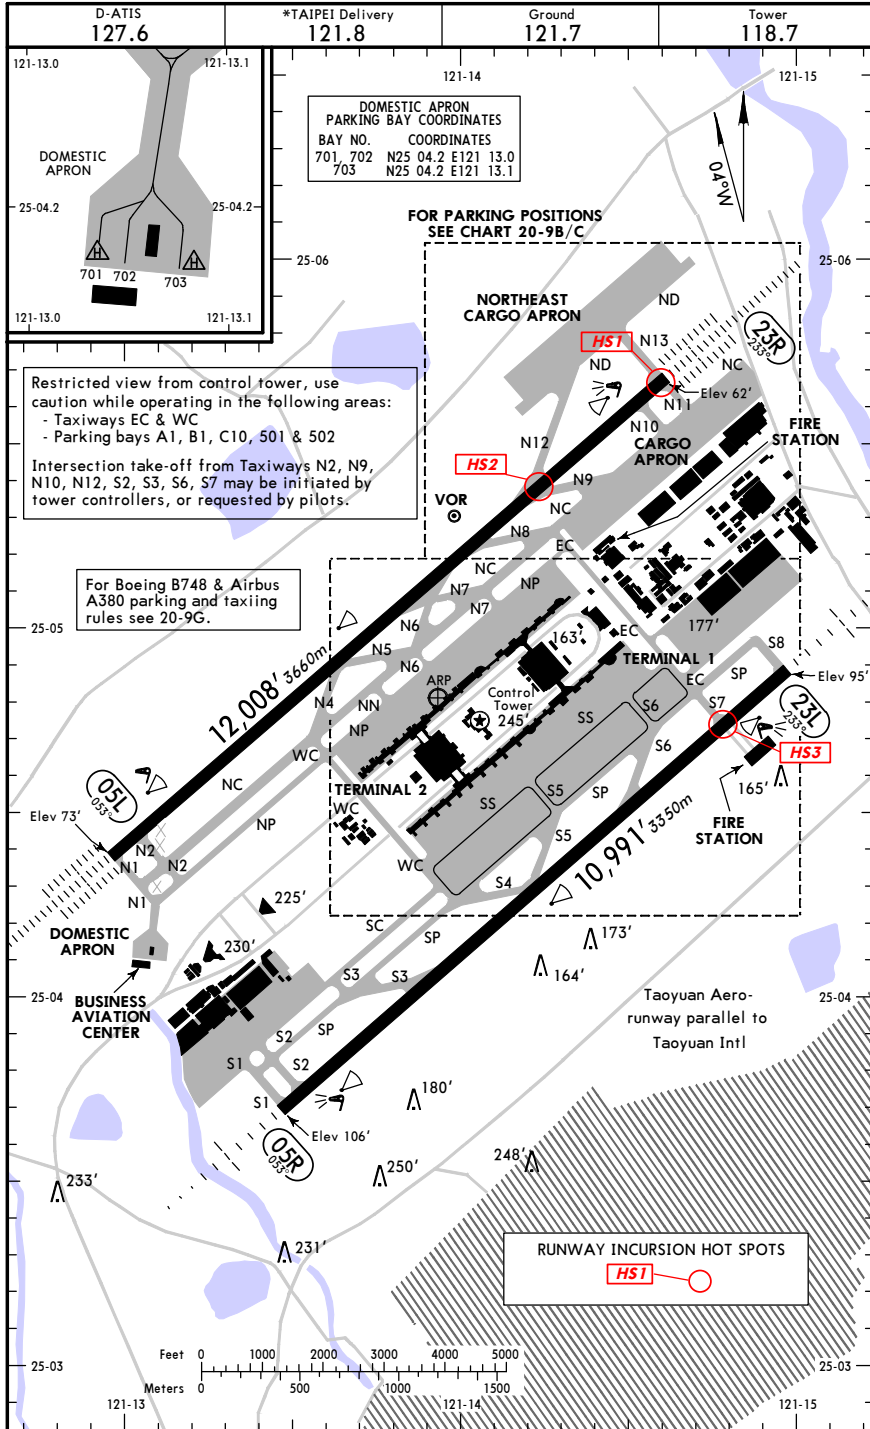 D-ATIS
127.6
*TAIPEI Delivery
121.8
Ground
121.7
Tower
118.7
121-13.0
121-13.1
DOMESTIC
APRON
25-04.2
25-04.2
701
702
703
H
H
121-13.0
121-13.1
121-14
121-15
DOMESTIC APRON
PARKING BAY COORDINATES
BAY NO. COORDINATES
701, 702 N25 04.2 E121 13.0
703 N25 04.2 E121 13.1
04°W
FOR PARKING POSITIONS
SEE CHART 20-9B/C
25-06
25-06
NORTHEAST
CARGO APRON
ND
HS1
N13
ND
NC
23R
233°
Elev 62'
N11
N10
CARGO
APRON
FIRE
STATION
Restricted view from control tower, use
caution while operating in the following areas:
- Taxiways EC & WC
- Parking bays A1, B1, C10, 501 & 502
Intersection take-off from Taxiways N2, N9,
N10, N12, S2, S3, S6, S7 may be initiated by
tower controllers, or requested by pilots.
N12
HS2
N9
VOR
NC
N8
EC
NC
NP
N7
N7
For Boeing B748 & Airbus
A380 parking and taxiing
rules see 20-9G.
25-05
25-05
N6
N5
N6
163'
EC
177'
S8
TERMINAL 1
EC
SP
Elev 95'
ARP
Control
Tower
245'
S6
S7
23L
233°
N4
NN
NP
SS
S6
HS3
12,008' 3660m
WC
NC
TERMINAL 2
WC
S5
SS
SP
165'
05L
053°
Elev 73'
NP
S5
FIRE
STATION
N2
N1
N2
WC
10,991' 3350m
S4
N1
225'
DOMESTIC
APRON
SC
SP
173'
230'
S3
S3
164'
25-04
25-04
BUSINESS
AVIATION
CENTER
Taoyuan Aero-
runway parallel to
Taoyuan Intl
S2
SP
S1
S2
S1
180'
Elev 106'
05R
053°
248'
250'
233'
231'
RUNWAY INCURSION HOT SPOTS
HS1
Feet 0 1000 2000 3000 4000 5000
25-03
25-03
Meters 0 500 1000 1500
121-13
121-14
121-15